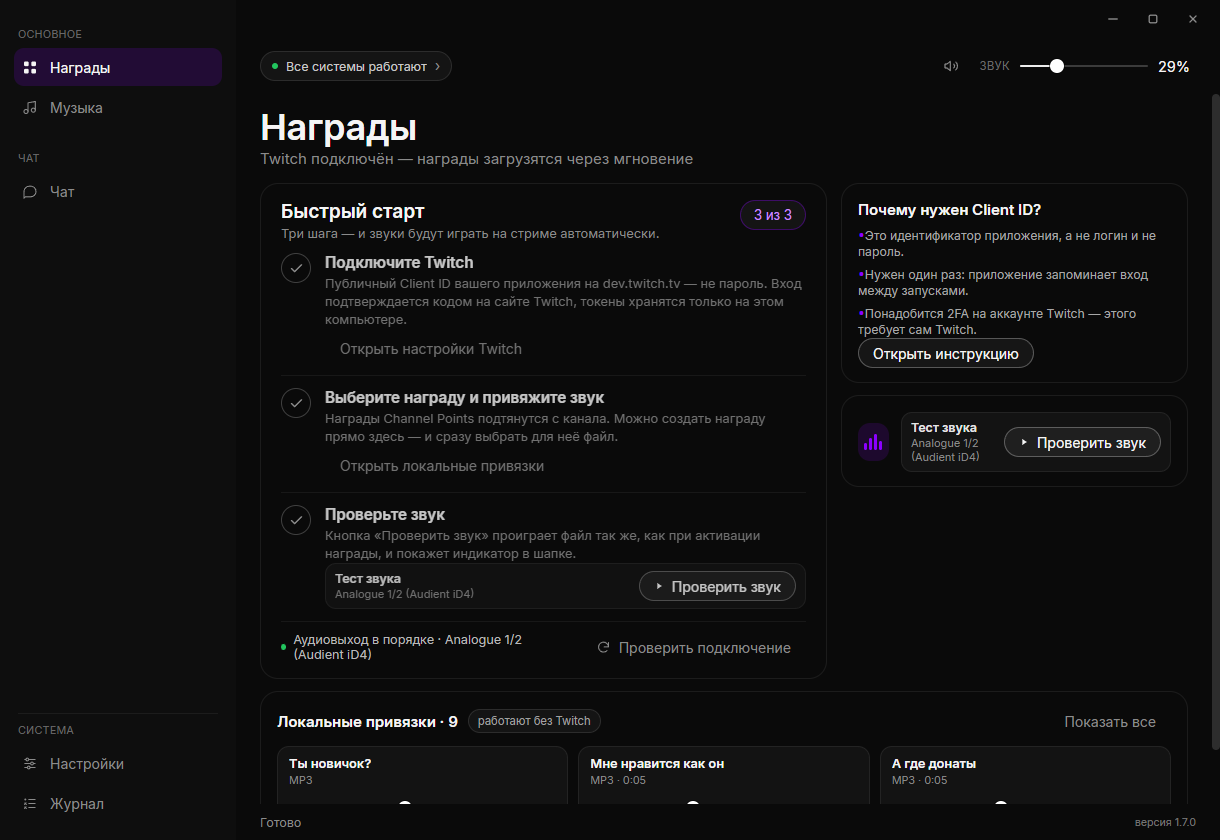 ОСНОВНОЕ
Награды
Музыка
ЧАТ
Чат
СИСТЕМА
Настройки
Журнал
Все системы работают ›
ЗВУК
29%
Награды
Twitch подключён — награды загрузятся через мгновение
Быстрый старт
3 из 3
Три шага — и звуки будут играть на стриме автоматически.
Подключите Twitch
Публичный Client ID вашего приложения на dev.twitch.tv — не пароль. Вход
подтверждается кодом на сайте Twitch, токены хранятся только на этом
компьютере.
Открыть настройки Twitch
Выберите награду и привяжите звук
Награды Channel Points подтянутся с канала. Можно создать награду
прямо здесь — и сразу выбрать для неё файл.
Открыть локальные привязки
Проверьте звук
Кнопка «Проверить звук» проиграет файл так же, как при активации
награды, и покажет индикатор в шапке.
Тест звука
Analogue 1/2 (Audient iD4)
Проверить звук
Аудиовыход в порядке · Analogue 1/2
(Audient iD4)
Проверить подключение
Почему нужен Client ID?
•Это идентификатор приложения, а не логин и не
пароль.
•Нужен один раз: приложение запоминает вход
между запусками.
•Понадобится 2FA на аккаунте Twitch — этого
требует сам Twitch.
Открыть инструкцию
Тест звука
Analogue 1/2
(Audient iD4)
Проверить звук
Локальные привязки · 9
работают без Twitch
Показать все
Ты новичок?
MP3
Мне нравится как он
MP3 · 0:05
А где донаты
MP3 · 0:05
Готово
версия 1.7.0